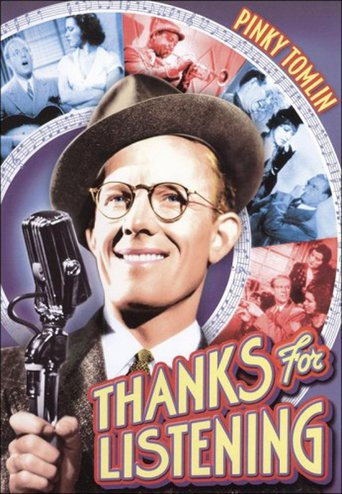 PINKY TOMLIN
THANKS For
LISTENING